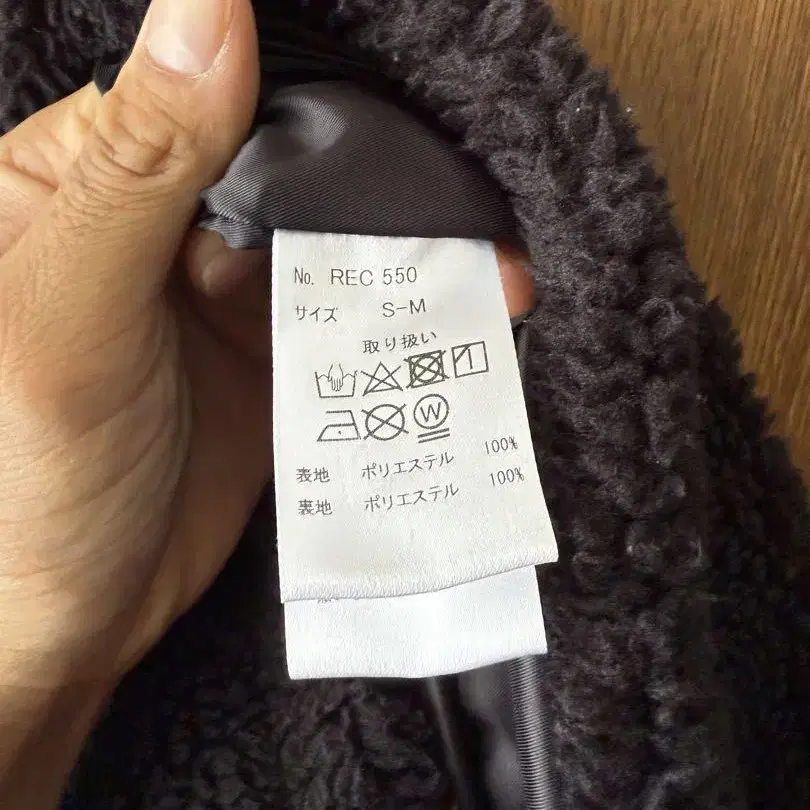 No. REC 550
サイズ S-M
取り扱い
W
表地 ポリエステル 100%
裏地 ポリエステル 100%